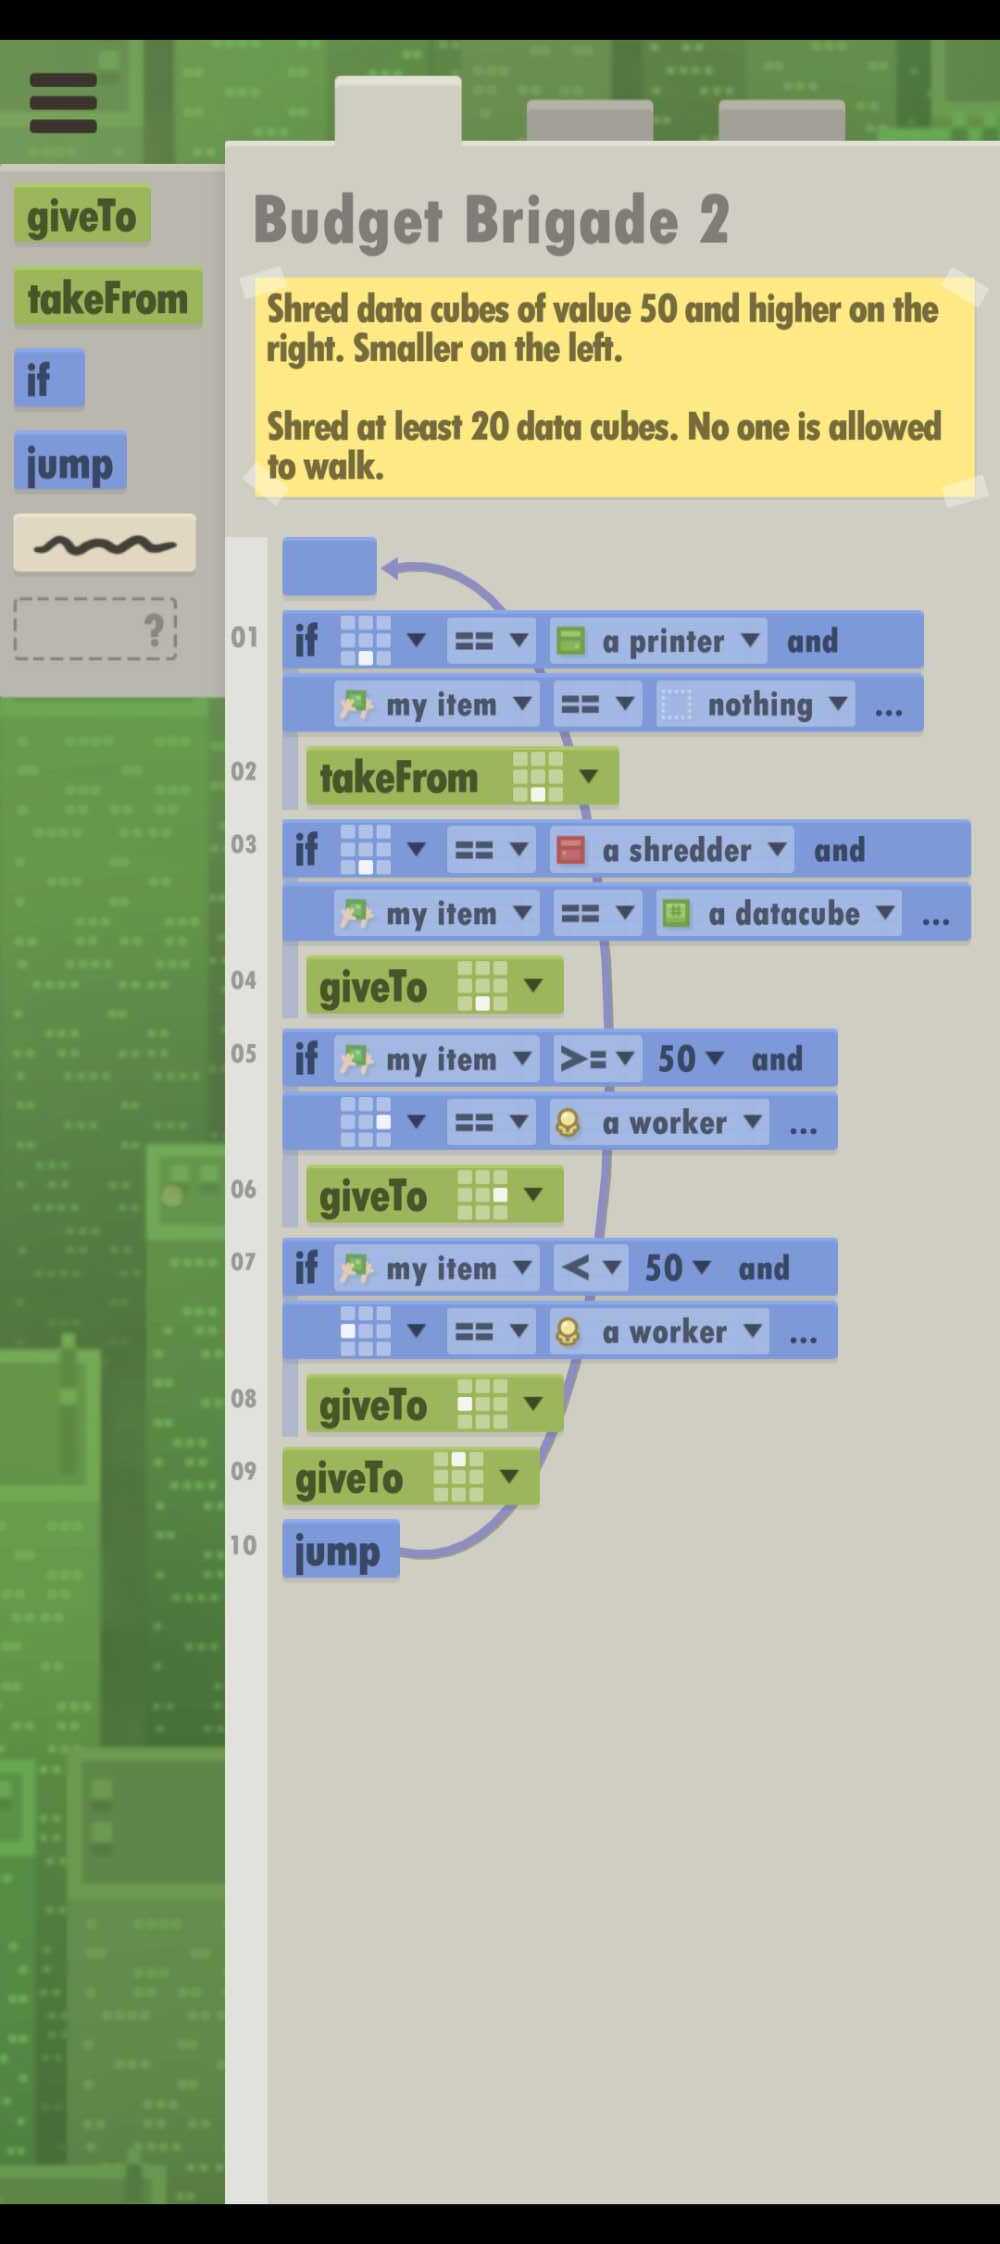 Budget Brigade 2
giveTo
takeFrom
if
jump
?
Shred data cubes of value 50 and higher on the
right. Smaller on the left.
Shred at least 20 data cubes. No one is allowed
to walk.
01 if == a printer and
my item == nothing ...
02 takeFrom
03 if == a shredder and
my item == a datacube ...
04 giveTo
05 if my item >= 50 and
== a worker ...
06 giveTo
07 if my item < 50 and
== a worker ...
08 giveTo
09 giveTo
10 jump